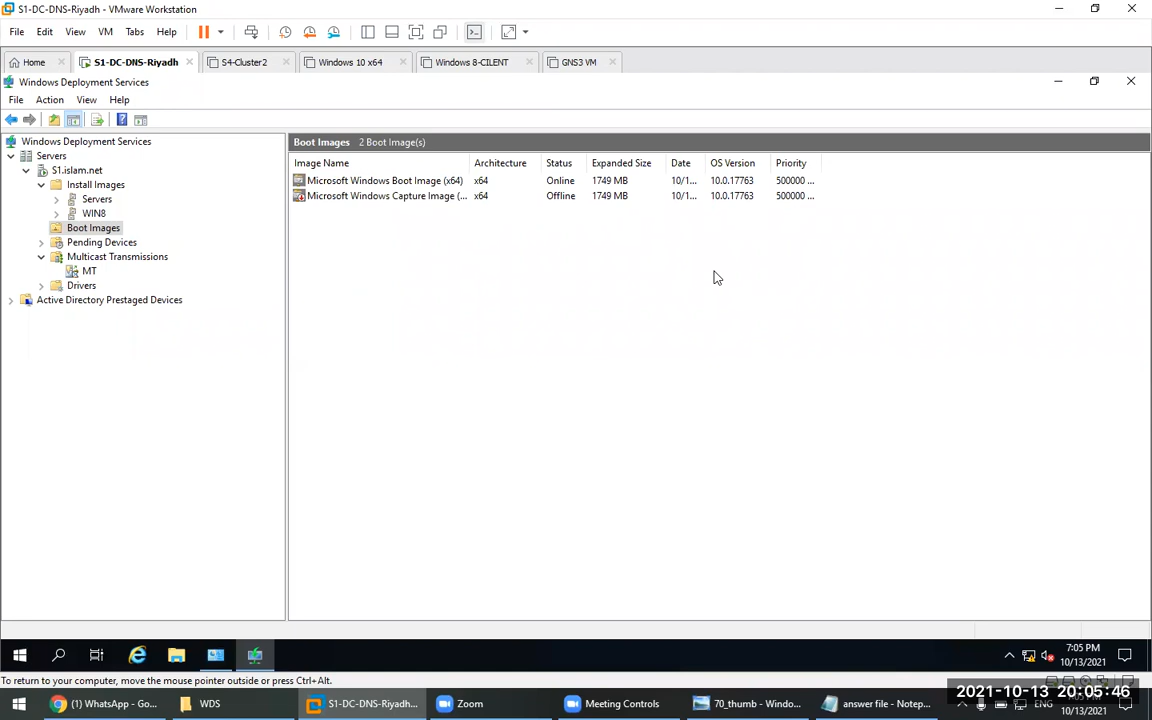 S1-DC-DNS-Riyadh - VMware Workstation
File Edit View VM Tabs Help
Home S1-DC-DNS-Riyadh S4-Cluster2 Windows 10 x64 Windows 8-CILENT GNS3 VM
Windows Deployment Services
File Action View Help
Windows Deployment Services
Servers
S1.islam.net
Install Images
Servers
WIN8
Boot Images
Pending Devices
Multicast Transmissions
MT
Drivers
Active Directory Prestaged Devices
Boot Images 2 Boot Image(s)
Image Name Architecture Status Expanded Size Date OS Version Priority
Microsoft Windows Boot Image (x64) x64 Online 1749 MB 10/1... 10.0.17763 500000 ...
Microsoft Windows Capture Image (... x64 Offline 1749 MB 10/1... 10.0.17763 500000 ...
7:05 PM
10/13/2021
To return to your computer, move the mouse pointer outside or press Ctrl+Alt.
2021-10-13 20:05:46
(1) WhatsApp - Go... WDS S1-DC-DNS-Riyadh... Zoom Meeting Controls 70_thumb - Windo... answer file - Notep... ENG
10/13/2021